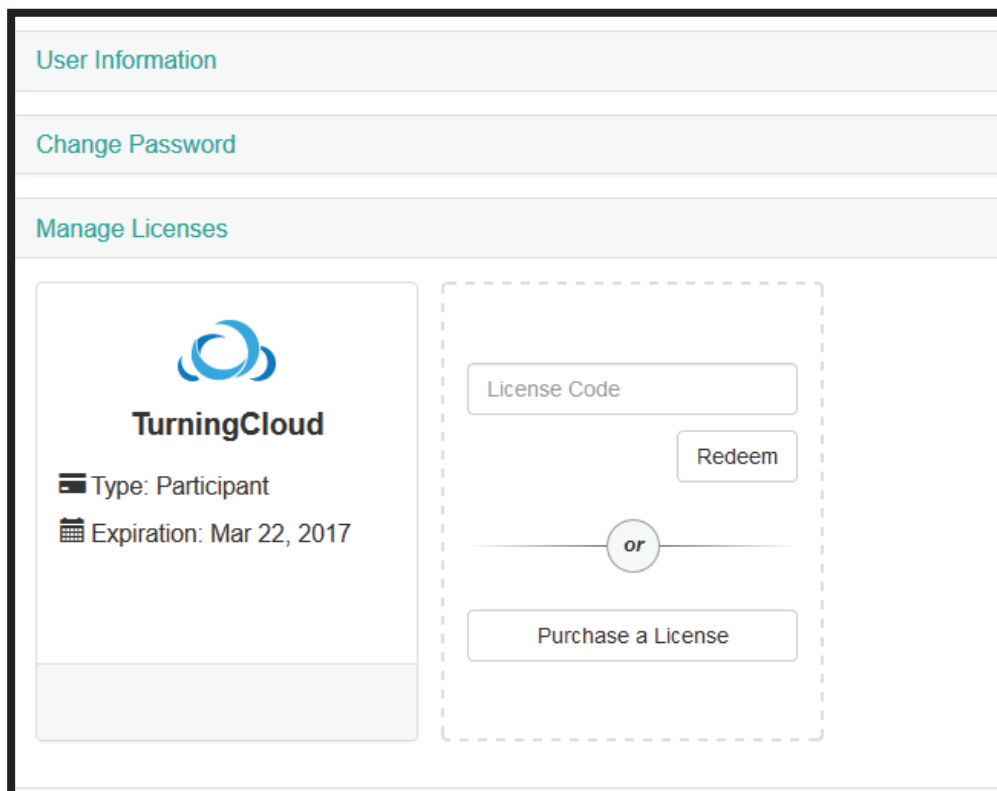 User Information
Change Password
Manage Licenses
TurningCloud
Type: Participant
Expiration: Mar 22, 2017
License Code
Redeem
or
Purchase a License